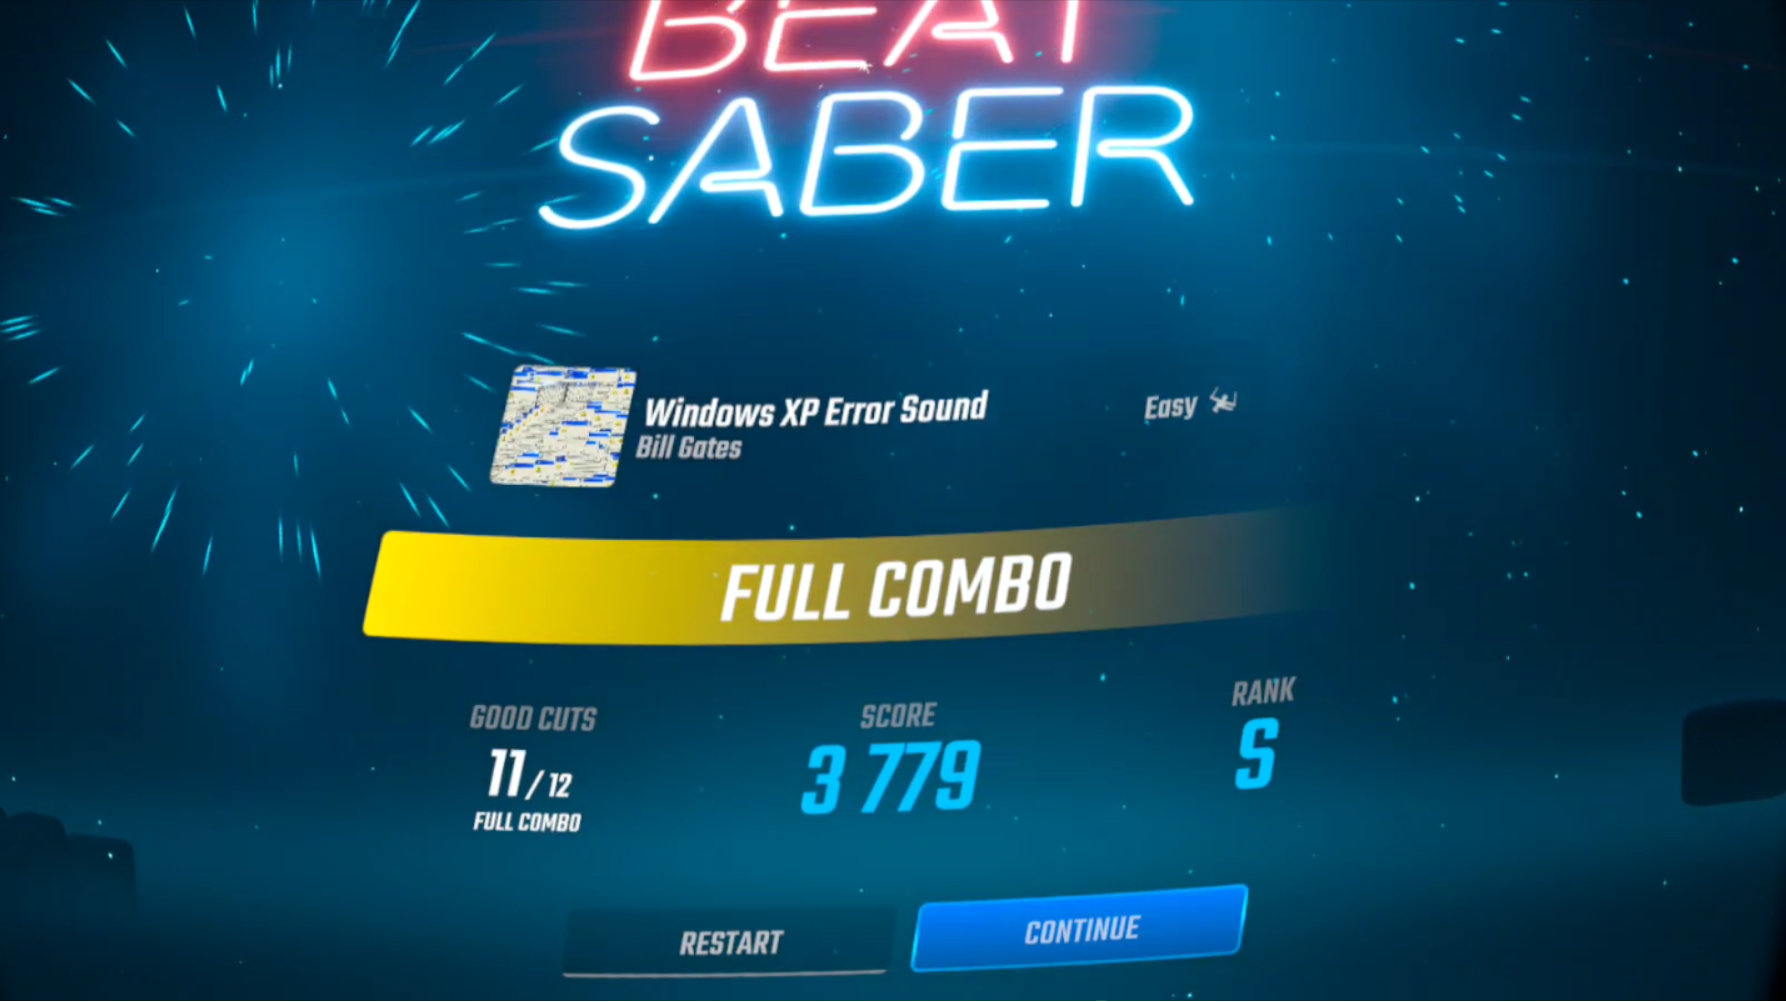 BEAT
SABER
Windows XP Error Sound
Bill Gates
Easy
FULL COMBO
GOOD CUTS
11 / 12
FULL COMBO
SCORE
3 779
RANK
S
RESTART
CONTINUE